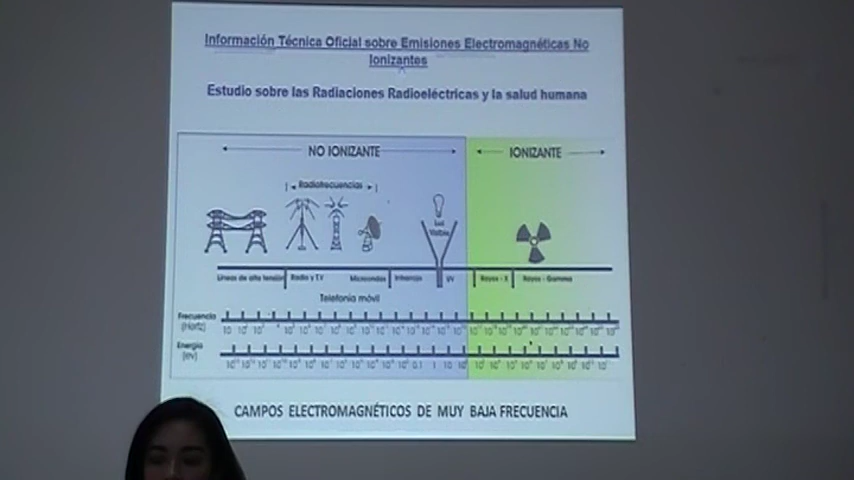 Información Técnica Oficial sobre Emisiones Electromagnéticas No
Ionizantes
Estudio sobre las Radiaciones Radioeléctricas y la salud humana
NO IONIZANTE
IONIZANTE
Radiofrecuencias
Luz
Visible
Líneas de alta tensión
Radio y TV
Microondas
Infrarrojo
UV
Rayos - X
Rayos - Gamma
Telefonía móvil
Frecuencia
(Hertz)
Energía
(eV)
CAMPOS ELECTROMAGNÉTICOS DE MUY BAJA FRECUENCIA